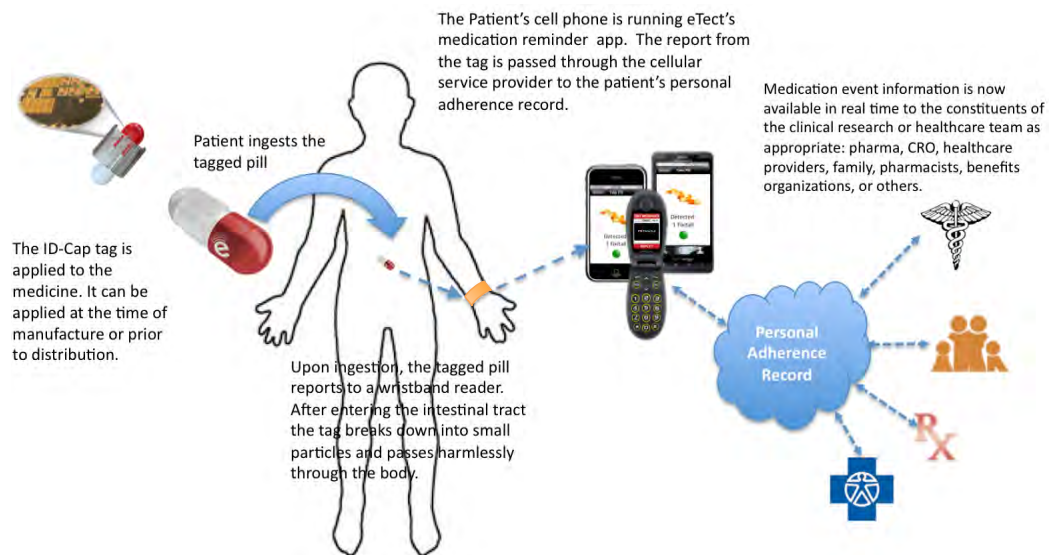 The ID-Cap tag is
applied to the
medicine. It can be
applied at the time of
manufacture or prior
to distribution.
Patient ingests the
tagged pill
e
Upon ingestion, the tagged pill
reports to a wristband reader.
After entering the intestinal tract
the tag breaks down into small
particles and passes harmlessly
through the body.
The Patient’s cell phone is running eTect’s
medication reminder app. The report from
the tag is passed through the cellular
service provider to the patient’s personal
adherence record.
Detected
Detected
Personal
Adherence
Record
Medication event information is now
available in real time to the constituents of
the clinical research or healthcare team as
appropriate: pharma, CRO, healthcare
providers, family, pharmacists, benefits
organizations, or others.
RX